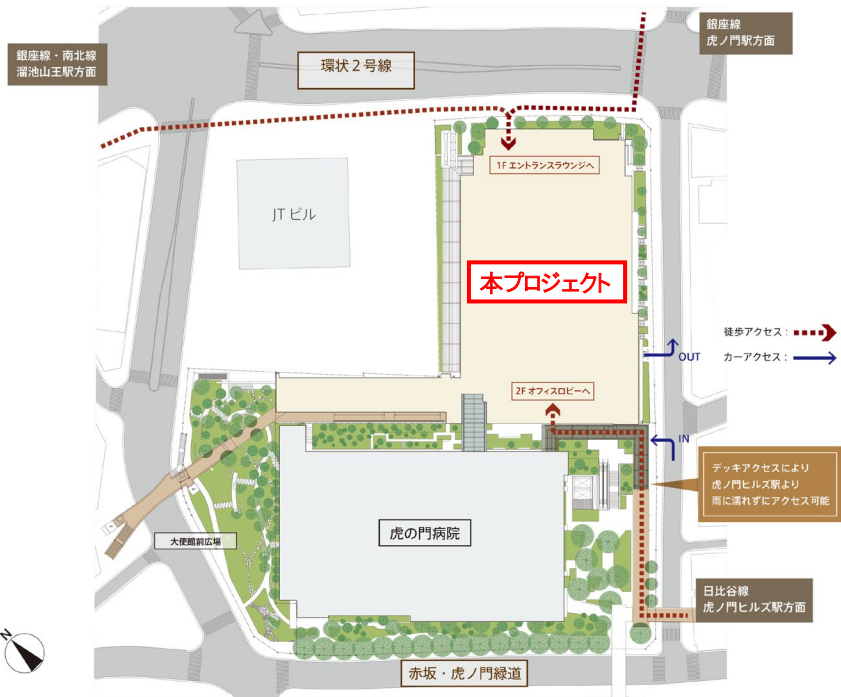 銀座線・南北線
溜池山王駅方面
環状2号線
銀座線
虎ノ門駅方面
1F エントランスラウンジへ
JTビル
本プロジェクト
徒歩アクセス：
カーアクセス：
OUT
2F オフィスロビーへ
IN
デッキアクセスにより
虎ノ門ヒルズ駅より
雨に濡れずにアクセス可能
虎の門病院
大使館前広場
日比谷線
虎ノ門ヒルズ駅方面
N
赤坂・虎ノ門緑道